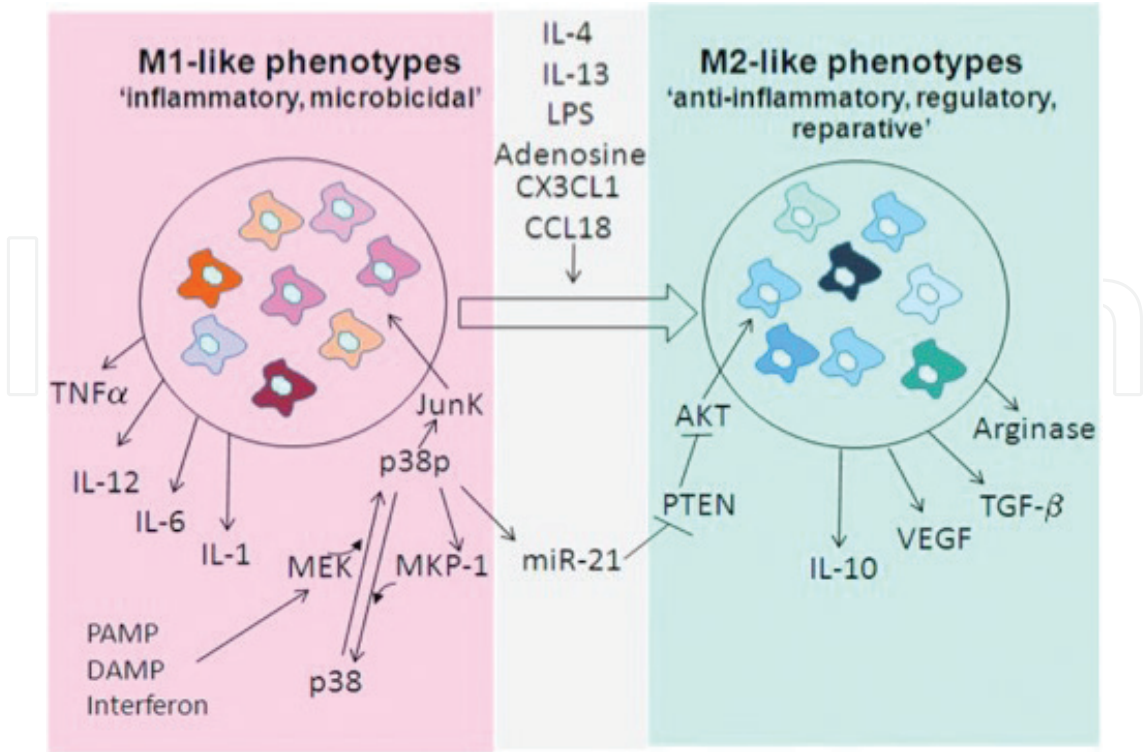 M1-like phenotypes
'inflammatory, microbicidal'
IL-4
IL-13
LPS
Adenosine
CX3CL1
CCL18
M2-like phenotypes
'anti-inflammatory, regulatory,
reparative'
TNFα
IL-12
IL-6
IL-1
JunK
p38p
MEK
MKP-1
p38
PAMP
DAMP
Interferon
miR-21
AKT
PTEN
Arginase
TGF-β
VEGF
IL-10